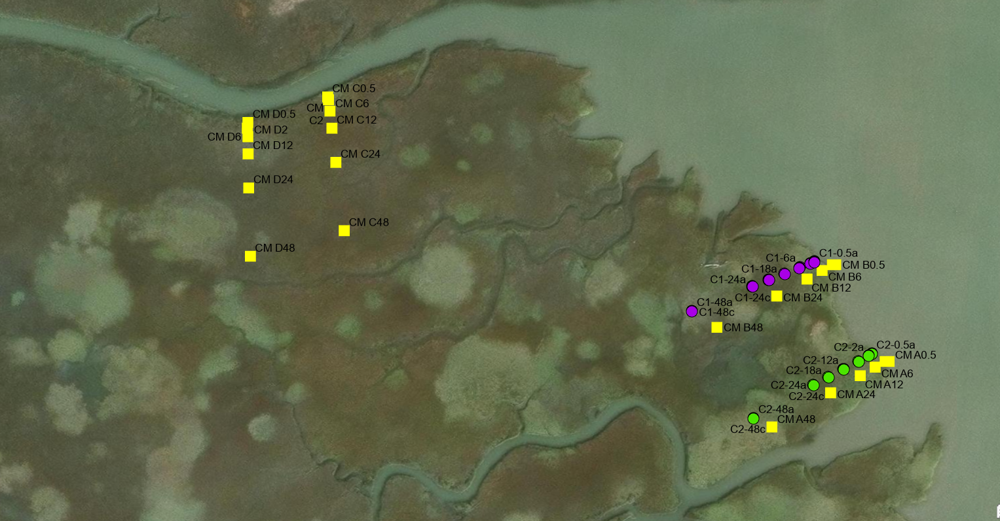 CM C0.5
CM C6
CM
C2
CM C12
CM D0.5
CM D2
CM D6
CM D12
CM C24
CM D24
CM C48
CM D48
C1-0.5a
C1-6a
CM B0.5
C1-18a
CM B6
C1-24a
CM B12
C1-24c
CM B24
C1-48a
C1-48c
CM B48
C2-0.5a
C2-2a
CM A0.5
C2-12a
C2-18a
CM A6
C2-24a
CM A12
C2-24c
CM A24
C2-48a
CM A48
C2-48c